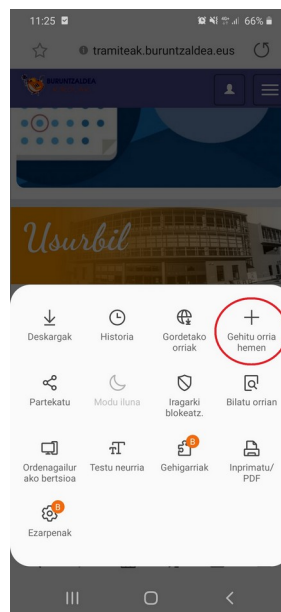 11:25 66%
tramiteak.buruntzaldea.eus
BURUNTZALDEA
Usurbil
Deskargak
Historia
Gordetako
orriak
Gehitu orria
hemen
Partekatu
Modu iluna
Iragarki
blokeatz.
Bilatu orrian
Ordenagailur
ako bertsioa
Testu neurria
B
Gehigarriak
Inprimatu/
PDF
B
Ezarpenak